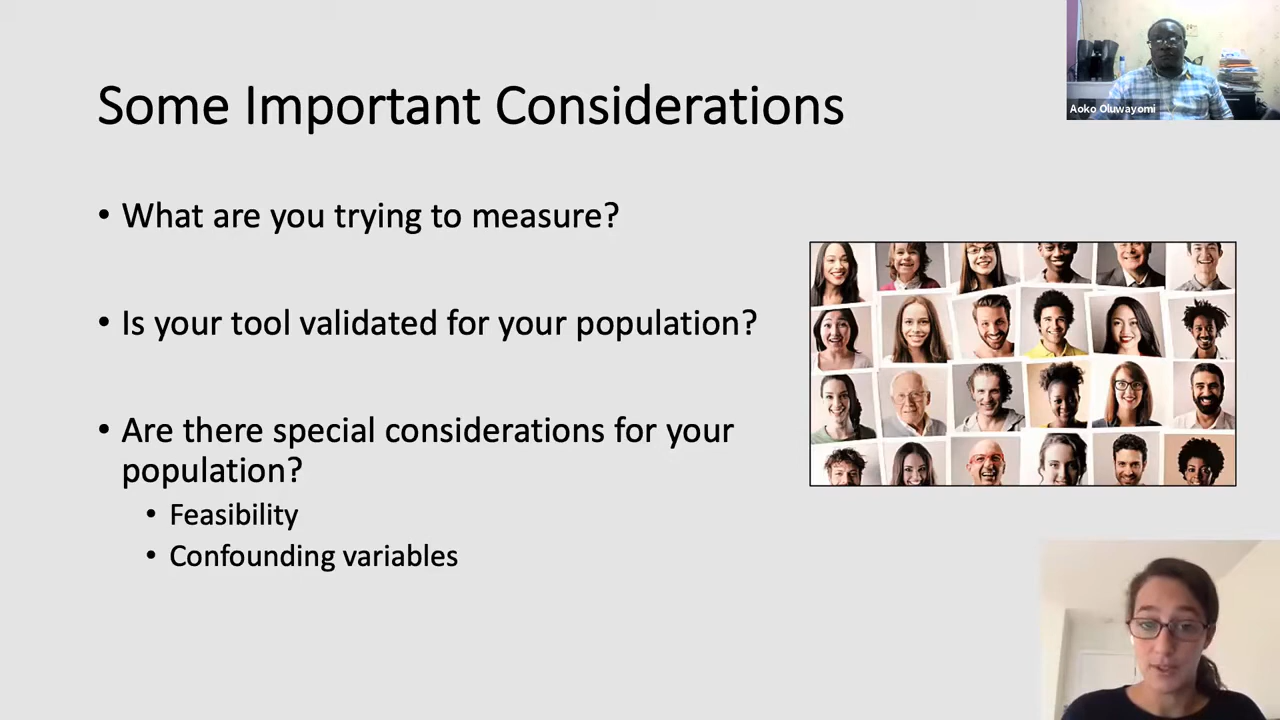 Some Important Considerations
• What are you trying to measure?
• Is your tool validated for your population?
• Are there special considerations for your
population?
• Feasibility
• Confounding variables
Aoko Oluwayomi